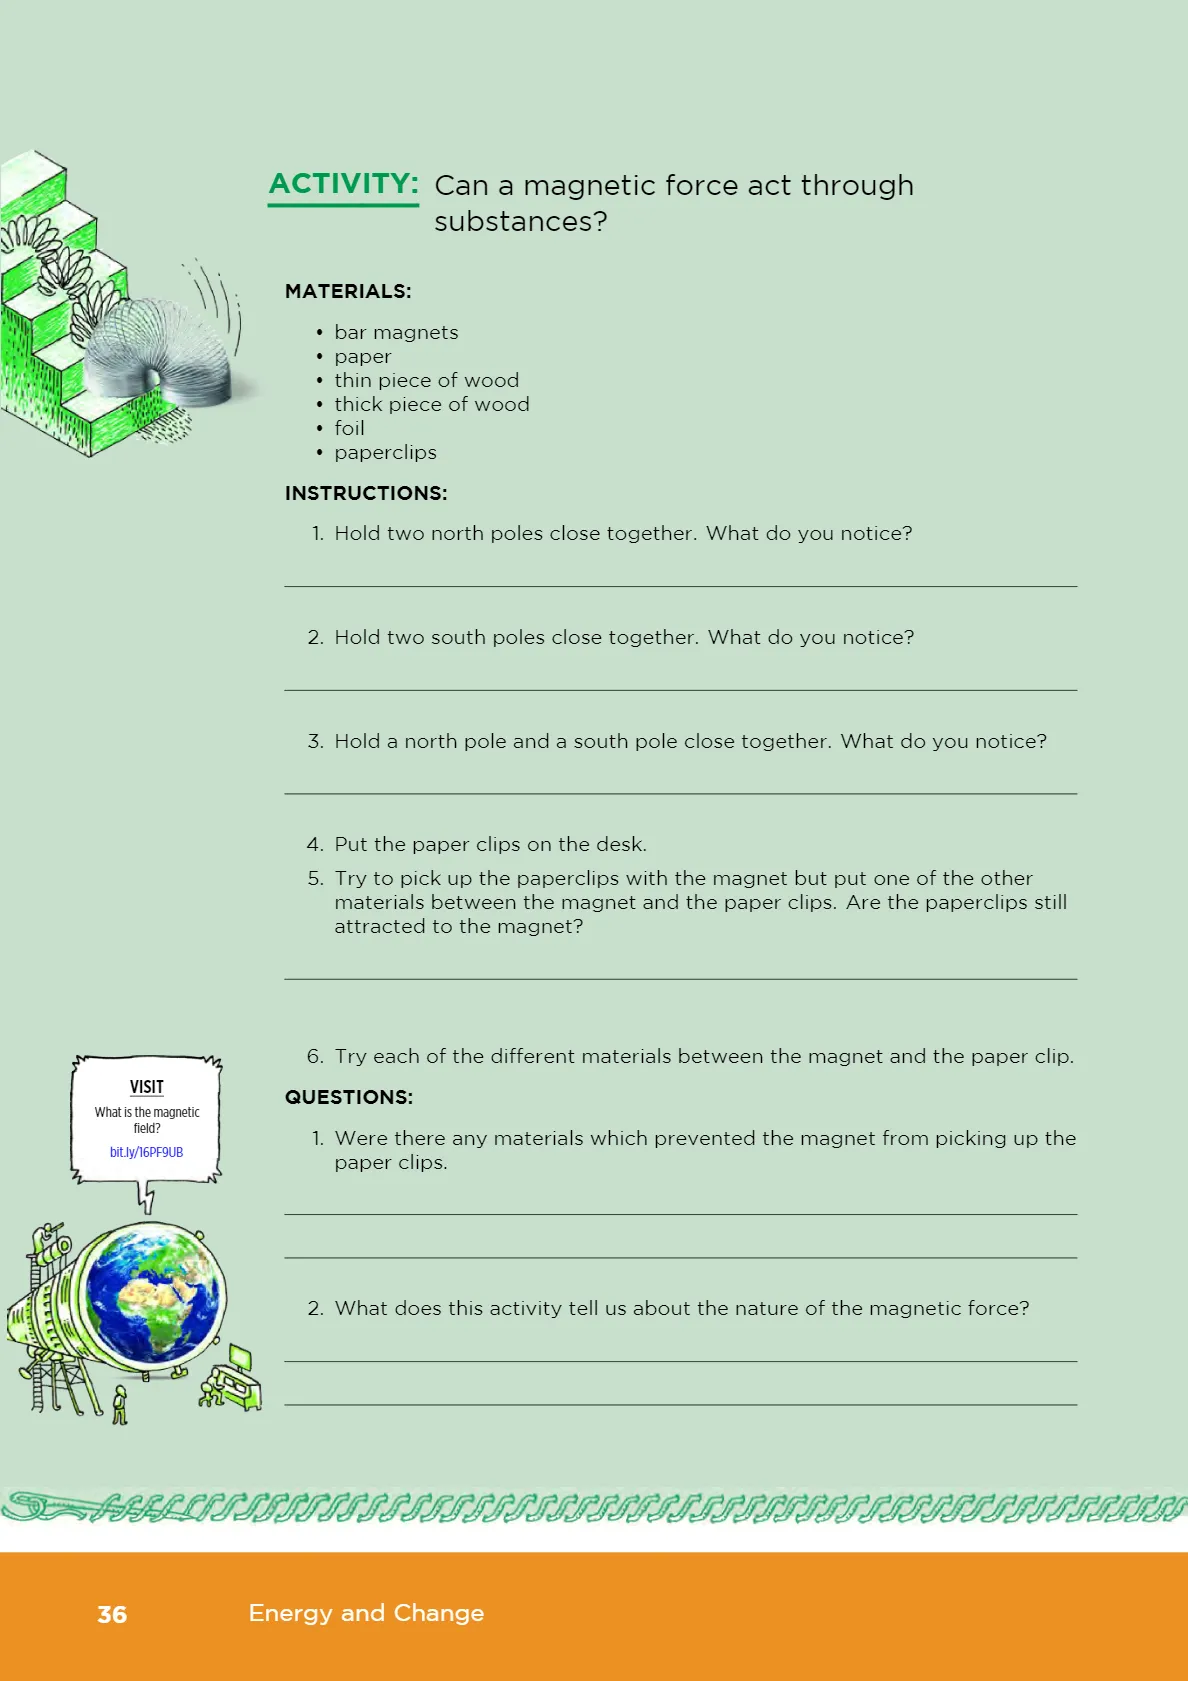 ACTIVITY: Can a magnetic force act through
substances?
MATERIALS:
• bar magnets
• paper
• thin piece of wood
• thick piece of wood
• foil
• paperclips
INSTRUCTIONS:
1. Hold two north poles close together. What do you notice?
2. Hold two south poles close together. What do you notice?
3. Hold a north pole and a south pole close together. What do you notice?
4. Put the paper clips on the desk.
5. Try to pick up the paperclips with the magnet but put one of the other
materials between the magnet and the paper clips. Are the paperclips still
attracted to the magnet?
6. Try each of the different materials between the magnet and the paper clip.
VISIT
What is the magnetic
field?
bit.ly/16PF9UB
QUESTIONS:
1. Were there any materials which prevented the magnet from picking up the
paper clips.
2. What does this activity tell us about the nature of the magnetic force?
36 Energy and Change